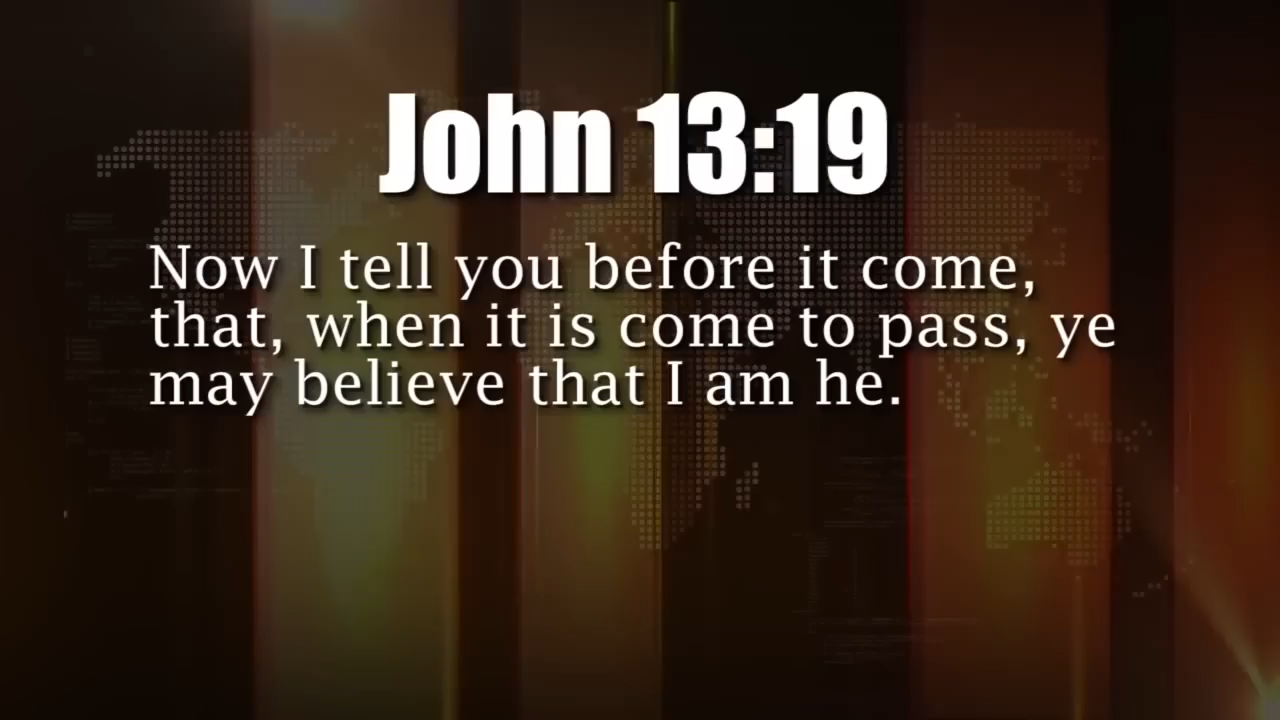 John 13:19
Now I tell you before it come,
that, when it is come to pass, ye
may believe that I am he.